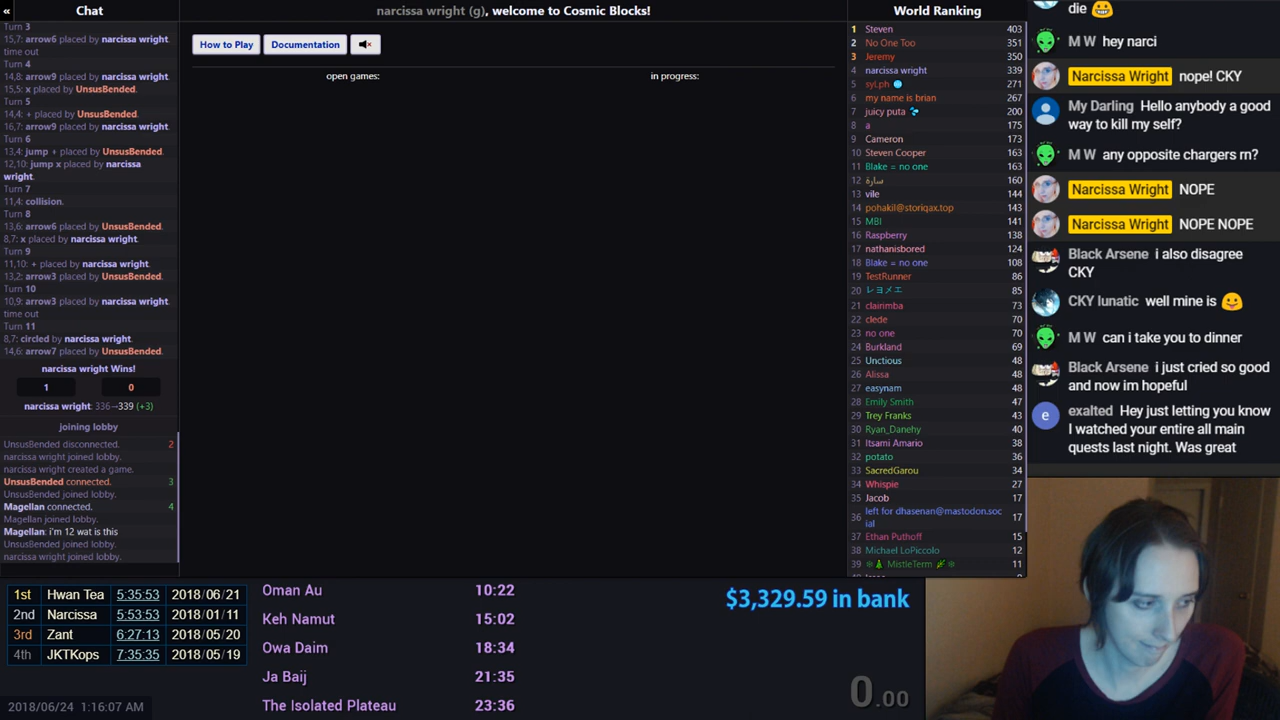 Chat
Turn 3
15,7: arrow6 placed by narcissa wright.
time out
Turn 4
14,8: arrow9 placed by narcissa wright.
15,5: x placed by UnsusBended.
Turn 5
14,4: + placed by UnsusBended.
16,7: arrow9 placed by narcissa wright.
Turn 6
13,4: jump + placed by UnsusBended.
12,10: jump x placed by narcissa
wright.
Turn 7
11,4: collision.
Turn 8
13,6: arrow6 placed by UnsusBended.
8,7: x placed by narcissa wright.
Turn 9
11,10: + placed by narcissa wright.
13,2: arrow3 placed by UnsusBended.
Turn 10
10,9: arrow3 placed by narcissa wright.
time out
Turn 11
8,7: circled by narcissa wright.
14,6: arrow7 placed by UnsusBended.
narcissa wright Wins!
1 0
narcissa wright: 336→339 (+3)
joining lobby
UnsusBended disconnected. 2
narcissa wright joined lobby.
narcissa wright created a game.
UnsusBended connected. 3
UnsusBended joined lobby.
Magellan connected. 4
Magellan joined lobby.
Magellan: i'm 12 wat is this
UnsusBended joined lobby.
narcissa wright joined lobby.
narcissa wright (g), welcome to Cosmic Blocks!
How to Play Documentation
open games: in progress:
World Ranking
1 Steven 403
2 No One Too 351
3 Jeremy 350
4 narcissa wright 339
5 syLph 271
6 my name is brian 267
7 juicy puta 200
8 a 175
9 Cameron 173
10 Steven Cooper 163
11 Blake = no one 163
12 سارة 160
13 vile 144
14 pohakil@storiqax.top 143
15 MBI 141
16 Raspberry 138
17 nathanisbored 124
18 Blake = no one 108
19 TestRunner 86
20 レヨメエ 85
21 clainmba 73
22 clede 70
23 no one 70
24 Burkland 69
25 Unctious 48
26 Alissa 48
27 easynam 48
28 Emily Smith 47
29 Trey Franks 43
30 Ryan_Danehy 40
31 Itsami Amario 38
32 potato 36
33 SacredGarou 34
34 Whispie 27
35 Jacob 17
36 left for dhasenan@mastodon.soc
ial 17
37 Ethan Puthoff 15
38 Michael LoPiccolo 12
39 MistleTerm 11
die
M W hey narci
Narcissa Wright nope! CKY
My Darling Hello anybody a good
way to kill my self?
M W any opposite chargers rn?
Narcissa Wright NOPE
Narcissa Wright NOPE NOPE
Black Arsene i also disagree
CKY
CKY lunatic well mine is
M W can i take you to dinner
Black Arsene i just cried so good
and now im hopeful
e exalted Hey just letting you know
I watched your entire all main
quests last night. Was great
1st Hwan Tea 5:35:53 2018/06/21
2nd Narcissa 5:53:53 2018/01/11
3rd Zant 6:27:13 2018/05/20
4th JKTKops 7:35:35 2018/05/19
2018/06/24 1:16:07 AM
Oman Au 10:22
Keh Namut 15:02
Owa Daim 18:34
Ja Baij 21:35
The Isolated Plateau 23:36
$3,329.59 in bank
0.00